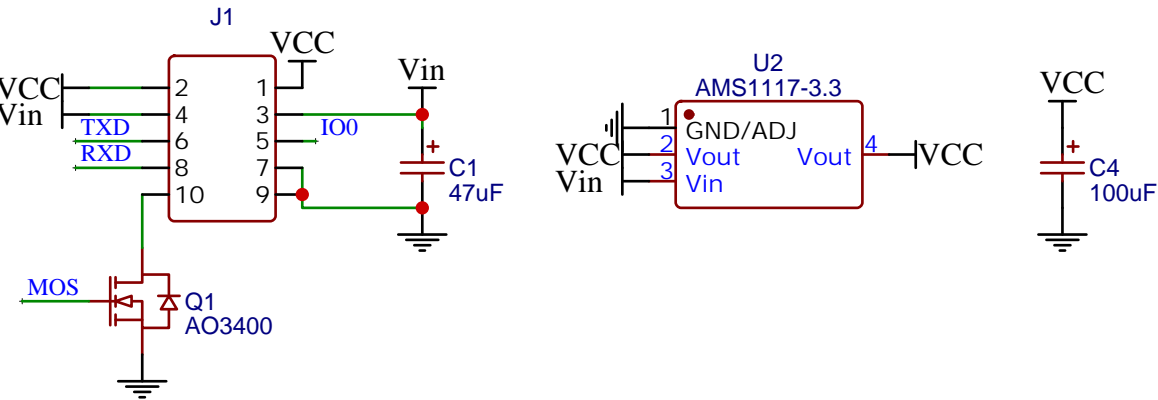 J1
VCC
VCC
Vin
2
4
TXD
6
RXD
8
10
1
3
5
IO0
7
9
Vin
+
C1
47uF
MOS
Q1
AO3400
U2
AMS1117-3.3
1
GND/ADJ
VCC
2
Vout
Vout
4
VCC
Vin
3
Vin
VCC
+
C4
100uF